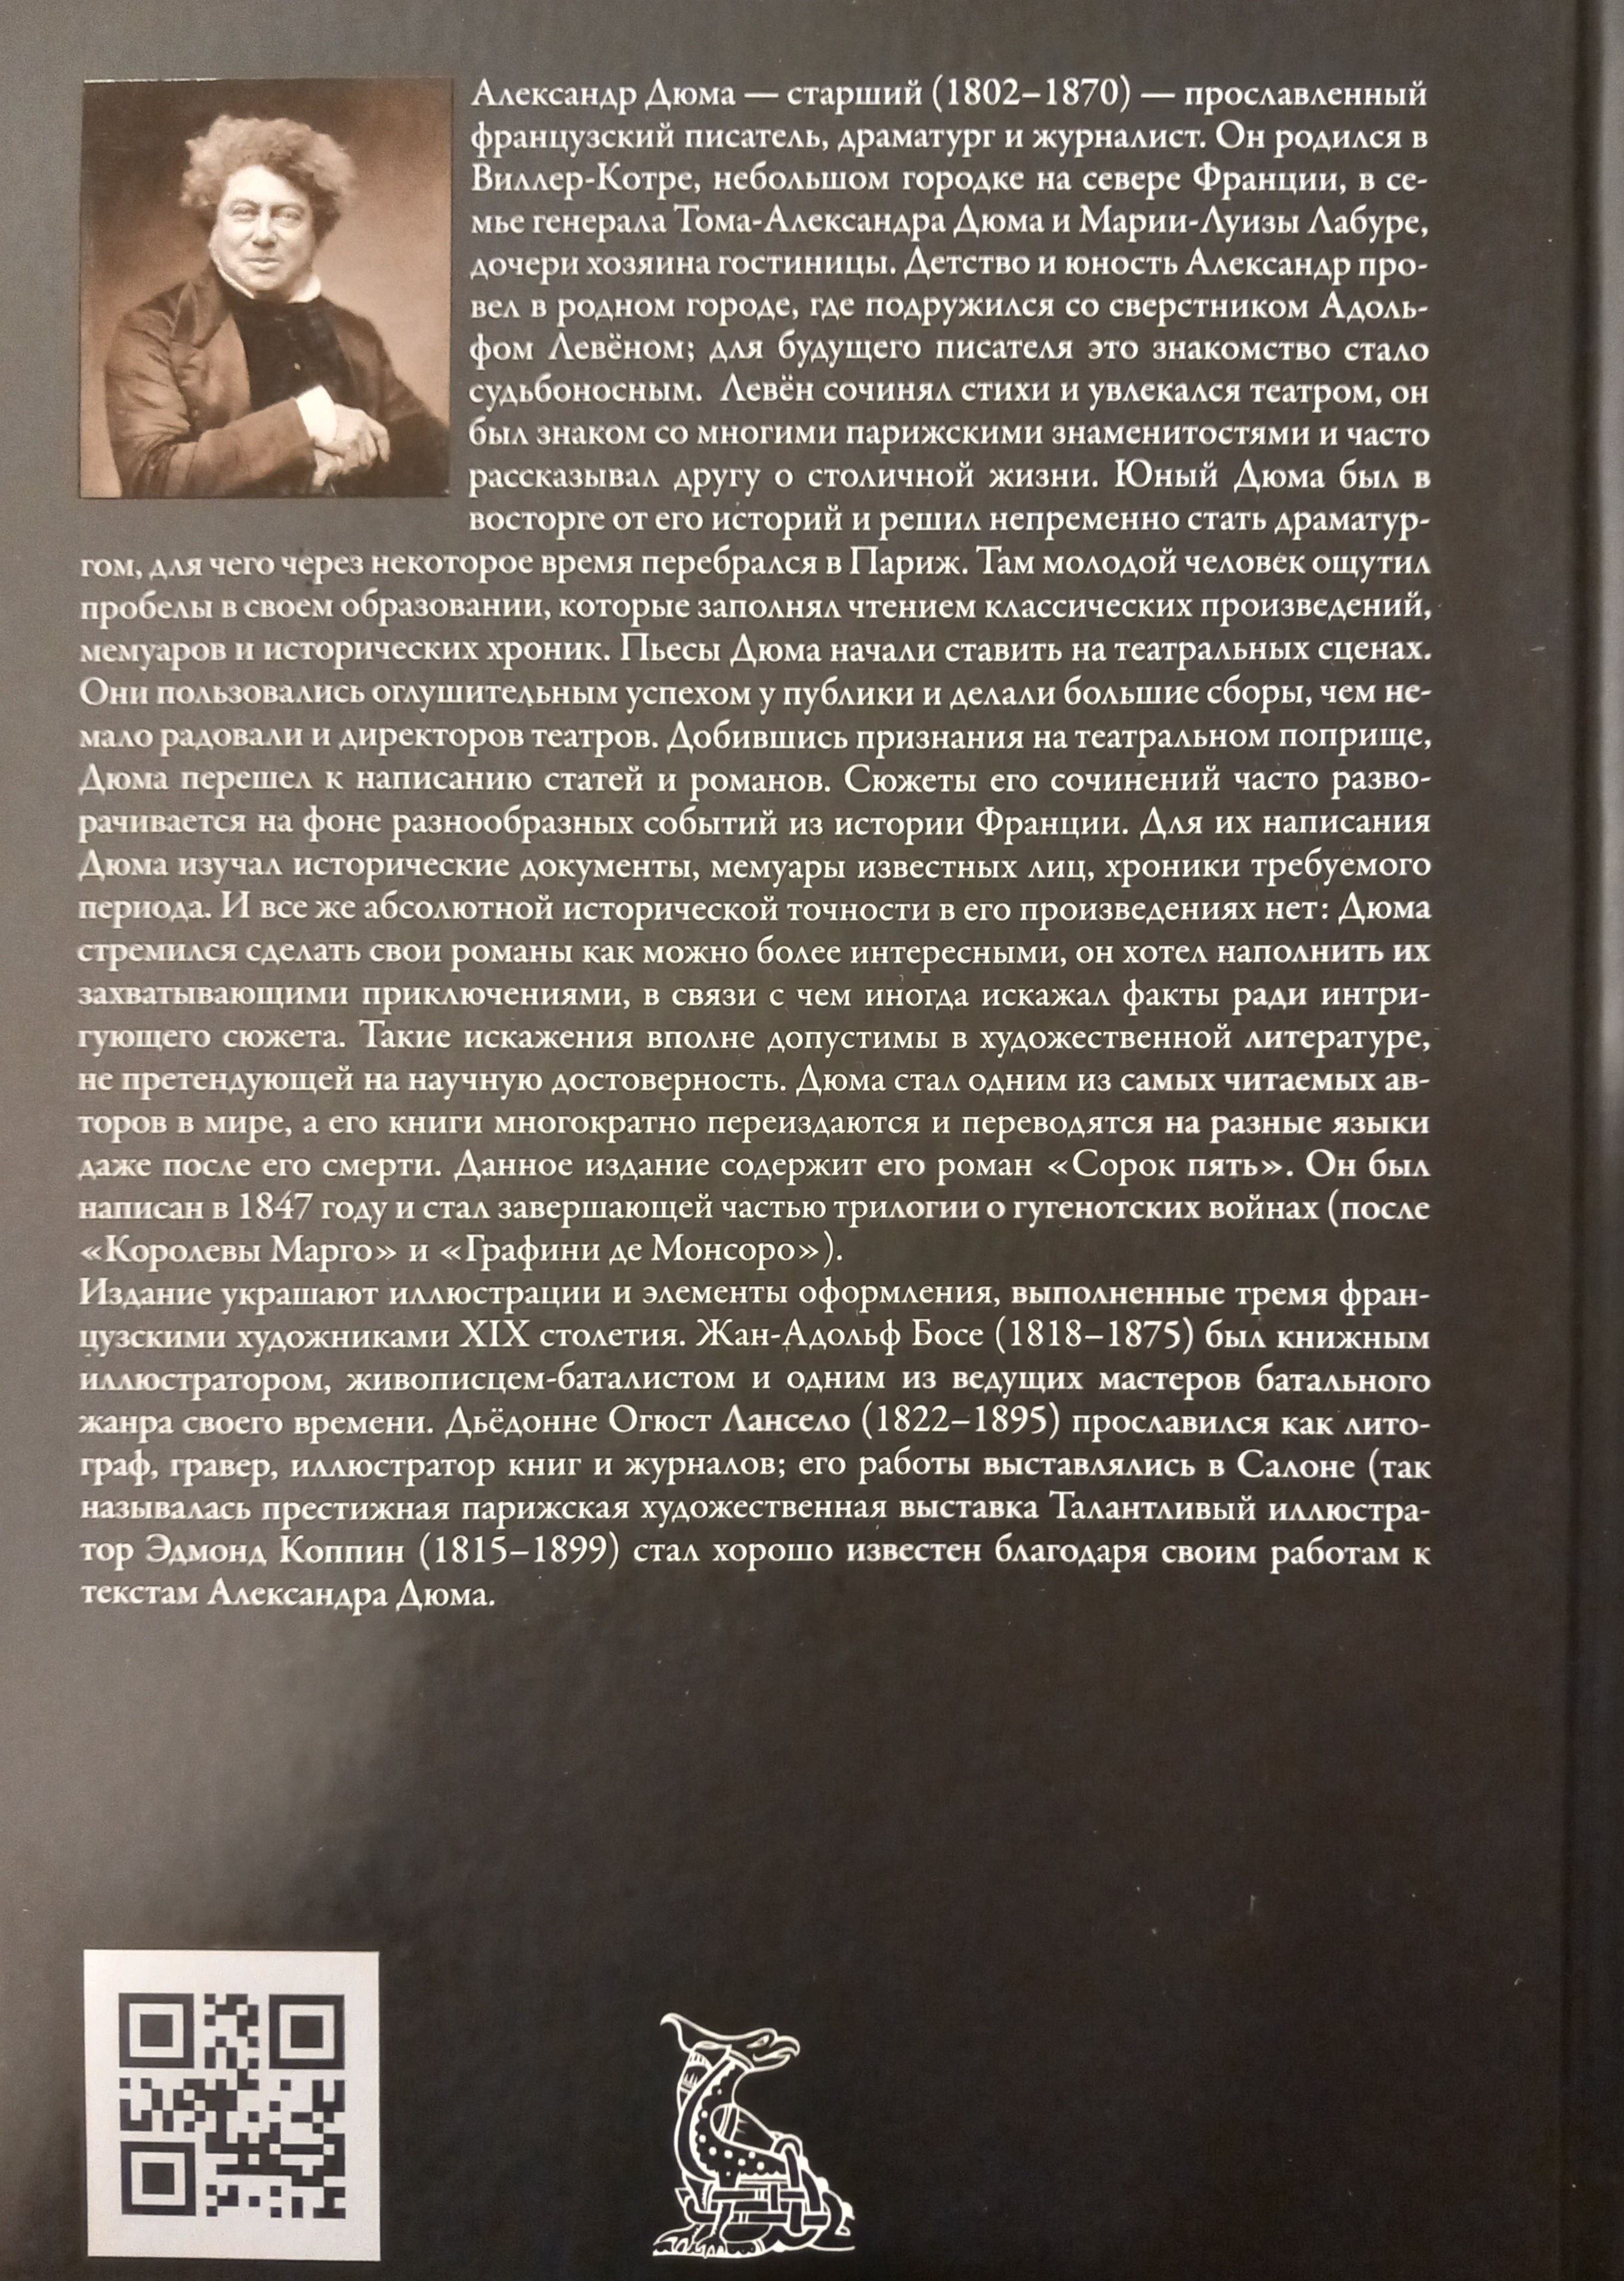 Александр Дюма — старший (1802–1870) — прославленный
французский писатель, драматург и журналист. Он родился в
Виллер-Котре, небольшом городке на севере Франции, в се-
мье генерала Тома-Александра Дюма и Марии-Луизы Лабуре,
дочери хозяина гостиницы. Детство и юность Александр про-
вел в родном городе, где подружился со сверстником Адоль-
фом Левёном; для будущего писателя это знакомство стало
судьбоносным. Левён сочинял стихи и увлекался театром, он
был знаком со многими парижскими знаменитостями и часто
рассказывал другу о столичной жизни. Юный Дюма был в
восторге от его историй и решил непременно стать драматур-
гом, для чего через некоторое время перебрался в Париж. Там молодой человек ощутил
пробелы в своем образовании, которые заполнял чтением классических произведений,
мемуаров и исторических хроник. Пьесы Дюма начали ставить на театральных сценах.
Они пользовались оглушительным успехом у публики и делали большие сборы, чем не-
мало радовали и директоров театров. Добившись признания на театральном поприще,
Дюма перешел к написанию статей и романов. Сюжеты его сочинений часто разво-
рачивается на фоне разнообразных событий из истории Франции. Для их написания
Дюма изучал исторические документы, мемуары известных лиц, хроники требуемого
периода. И все же абсолютной исторической точности в его произведениях нет: Дюма
стремился сделать свои романы как можно более интересными, он хотел наполнить их
захватывающими приключениями, в связи с чем иногда искажал факты ради интри-
гующего сюжета. Такие искажения вполне допустимы в художественной литературе,
не претендующей на научную достоверность. Дюма стал одним из самых читаемых ав-
торов в мире, а его книги многократно переиздаются и переводятся на разные языки
даже после его смерти. Данное издание содержит его роман «Сорок пять». Он был
написан в 1847 году и стал завершающей частью трилогии о гугенотских войнах (после
«Королевы Марго» и «Графини де Монсоро»).
Издание украшают иллюстрации и элементы оформления, выполненные тремя фран-
цузскими художниками XIX столетия. Жан-Адольф Босе (1818–1875) был книжным
иллюстратором, живописцем-баталистом и одним из ведущих мастеров батального
жанра своего времени. Дьёдонне Огюст Лансело (1822–1895) прославился как лито-
граф, гравер, иллюстратор книг и журналов; его работы выставлялись в Салоне (так
называлась престижная парижская художественная выставка Талантливый иллюстра-
тор Эдмонд Коппин (1815–1899) стал хорошо известен благодаря своим работам к
текстам Александра Дюма.